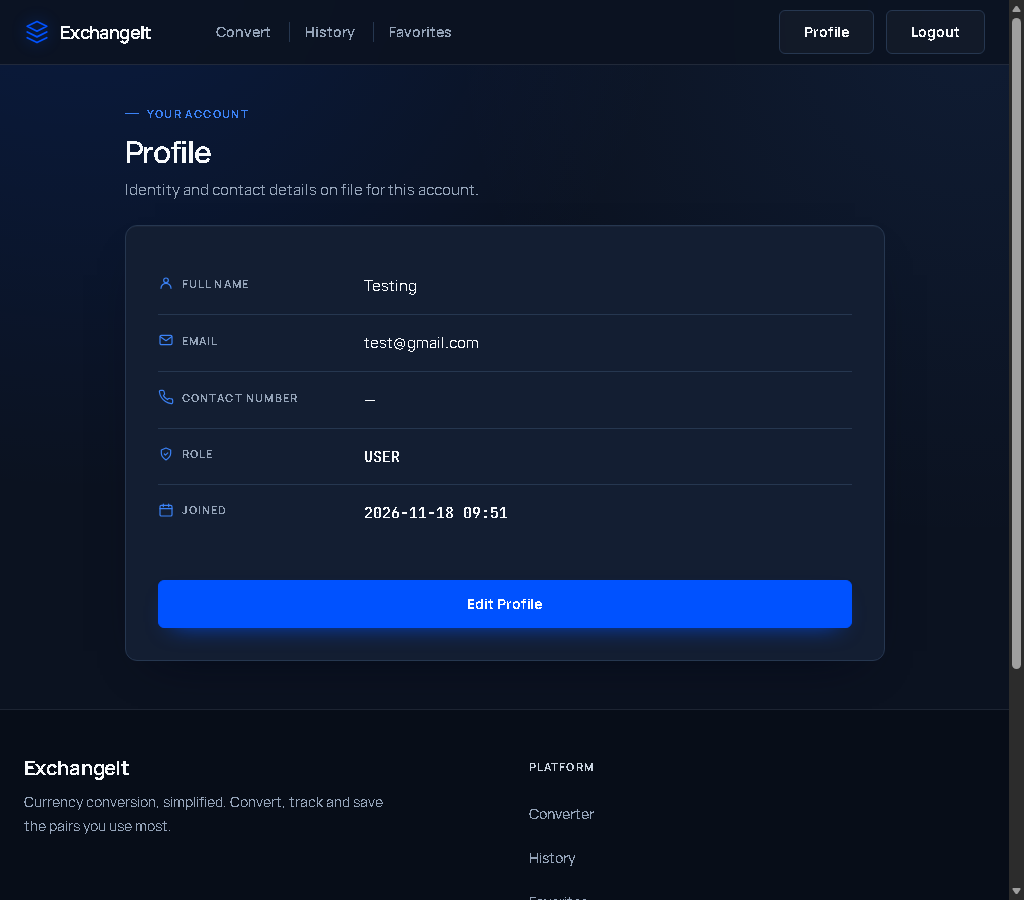 ExchangeIt
Convert
History
Favorites
Profile
Logout
— YOUR ACCOUNT
Profile
Identity and contact details on file for this account.
FULL NAME
Testing
EMAIL
test@gmail.com
CONTACT NUMBER
—
ROLE
USER
JOINED
2026-11-18 09:51
Edit Profile
ExchangeIt
Currency conversion, simplified. Convert, track and save
the pairs you use most.
PLATFORM
Converter
History
Favorites